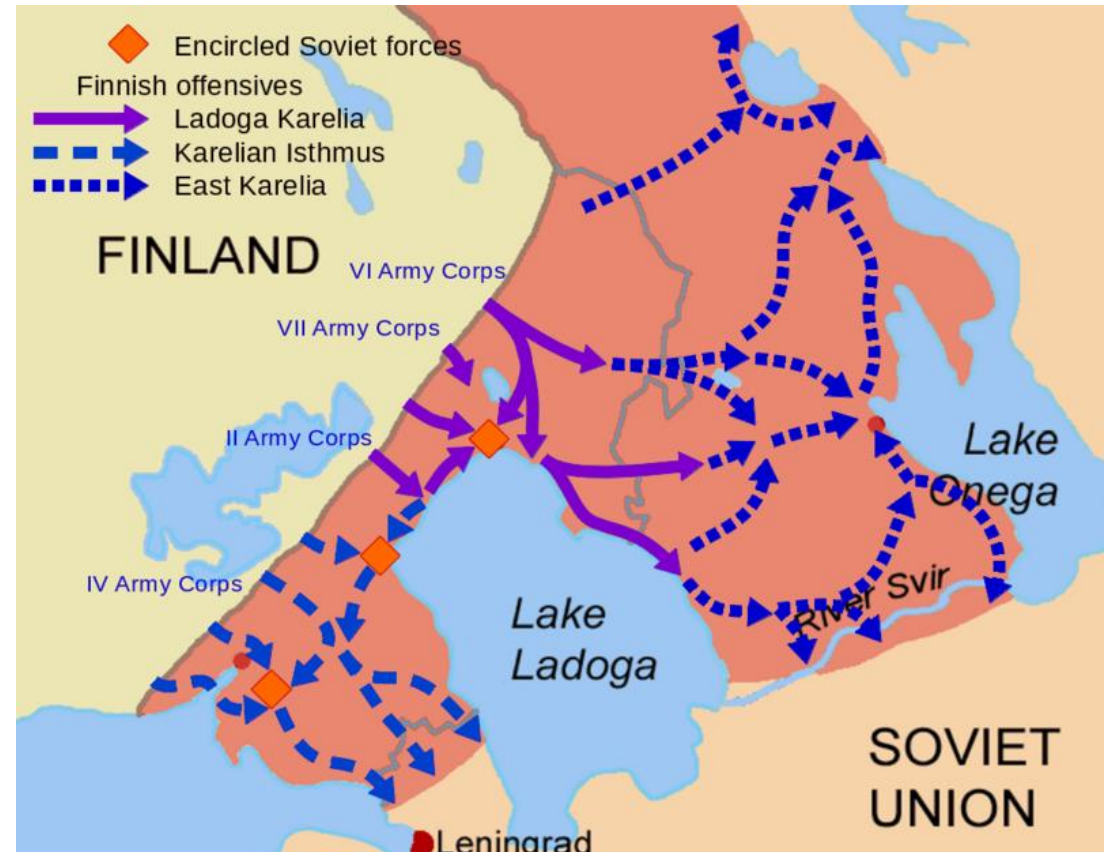 Encircled Soviet forces
Finnish offensives
Ladoga Karelia
Karelian Isthmus
East Karelia
FINLAND
VI Army Corps
VII Army Corps
II Army Corps
IV Army Corps
Lake
Onega
Lake
Ladoga
River Svir
SOVIET
UNION
Leningrad